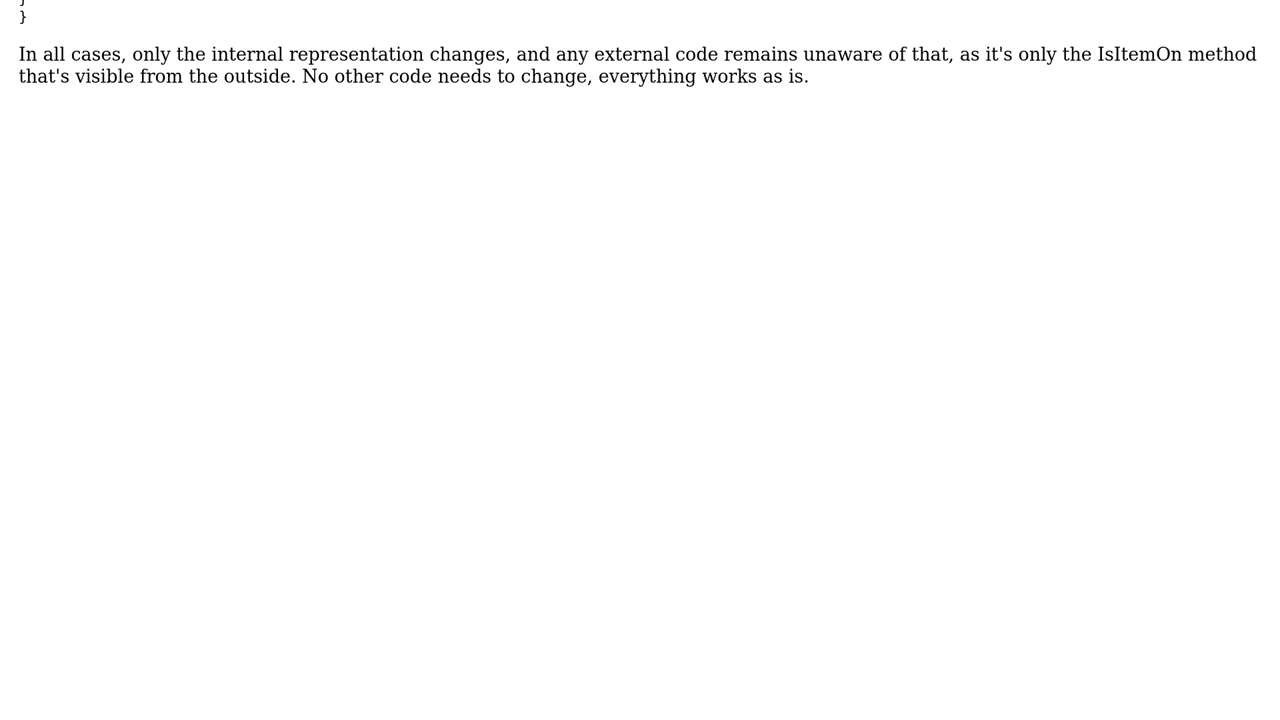 }
}
In all cases, only the internal representation changes, and any external code remains unaware of that, as it's only the IsItemOn method
that's visible from the outside. No other code needs to change, everything works as is.